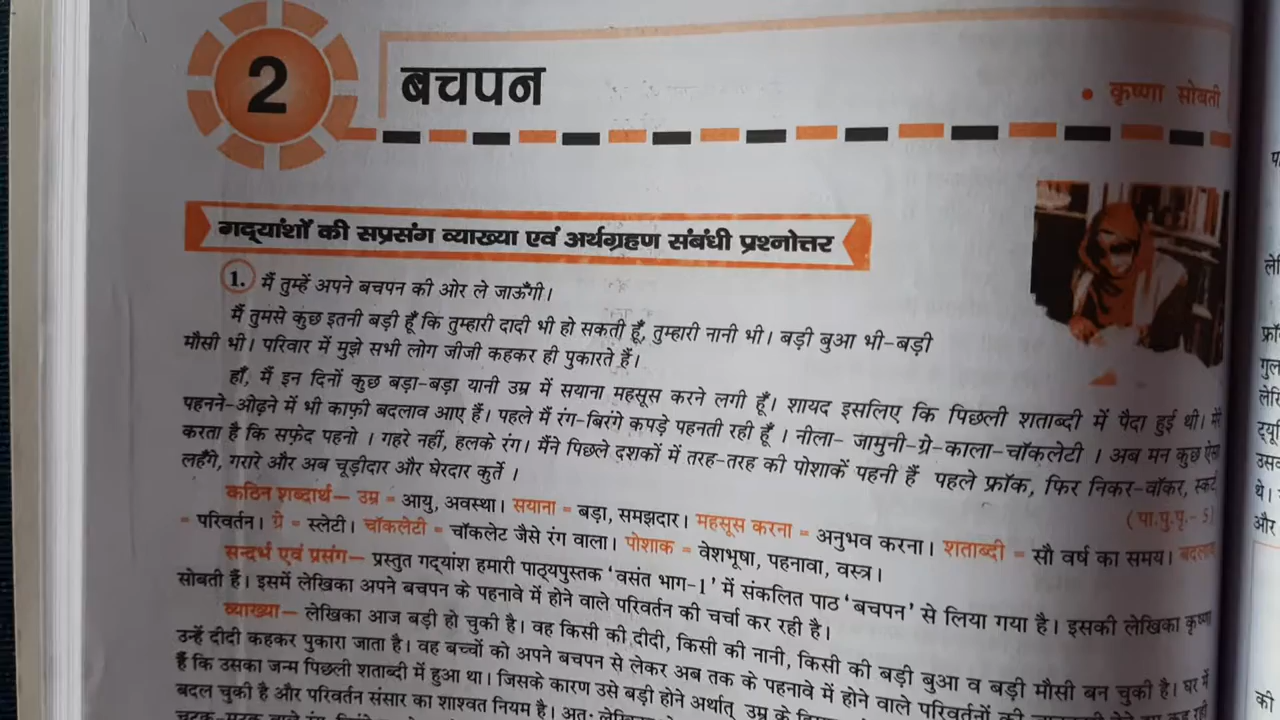 2
बचपन
• कृष्णा सोबती
गद्यांशों की सप्रसंग व्याख्या एवं अर्थग्रहण संबंधी प्रश्नोत्तर
1. मैं तुम्हें अपने बचपन की ओर ले जाऊँगी।
मैं तुमसे कुछ इतनी बड़ी हूँ कि तुम्हारी दादी भी हो सकती हूँ, तुम्हारी नानी भी। बड़ी बुआ भी-बड़ी
मौसी भी। परिवार में मुझे सभी लोग जीजी कहकर ही पुकारते हैं।
हाँ, मैं इन दिनों कुछ बड़ा-बड़ा यानी उम्र में सयाना महसूस करने लगी हूँ। शायद इसलिए कि पिछली शताब्दी में पैदा हुई थी। मेरे
पहनने-ओढ़ने में भी काफ़ी बदलाव आए हैं। पहले मैं रंग-बिरंगे कपड़े पहनती रही हूँ। नीला- जामुनी-ग्रे-काला-चॉकलेटी । अब मन कुछ ऐसा
करता है कि सफ़ेद पहनो । गहरे नहीं, हलके रंग। मैंने पिछले दशकों में तरह-तरह की पोशाकें पहनी हैं पहले फ्रॉक, फिर निकर-वॉकर, स्कर्ट
लहँगे, गरारे और अब चूड़ीदार और घेरदार कुर्ते ।
(पा.पु.पृ.- 5)
कठिन शब्दार्थ— उम्र = आयु, अवस्था। सयाना = बड़ा, समझदार। महसूस करना = अनुभव करना। शताब्दी = सौ वर्ष का समय। बदलाव
= परिवर्तन। ग्रे = स्लेटी। चॉकलेटी = चॉकलेट जैसे रंग वाला। पोशाक = वेशभूषा, पहनावा, वस्त्र।
सन्दर्भ एवं प्रसंग— प्रस्तुत गद्यांश हमारी पाठ्यपुस्तक 'वसंत भाग-1' में संकलित पाठ 'बचपन' से लिया गया है। इसकी लेखिका कृष्णा
सोबती हैं। इसमें लेखिका अपने बचपन के पहनावे में होने वाले परिवर्तन की चर्चा कर रही है।
व्याख्या— लेखिका आज बड़ी हो चुकी है। वह किसी की दीदी, किसी की नानी, किसी की बड़ी बुआ व बड़ी मौसी बन चुकी है। घर में
उन्हें दीदी कहकर पुकारा जाता है। वह बच्चों को अपने बचपन से लेकर अब तक के पहनावे में होने वाले परिवर्तनों की
हैं कि उसका जन्म पिछली शताब्दी में हुआ था। जिसके कारण उसे बड़ी होने अर्थात् उम्र के
बदल चुकी है और परिवर्तन संसार का शाश्वत नियम है। अतः